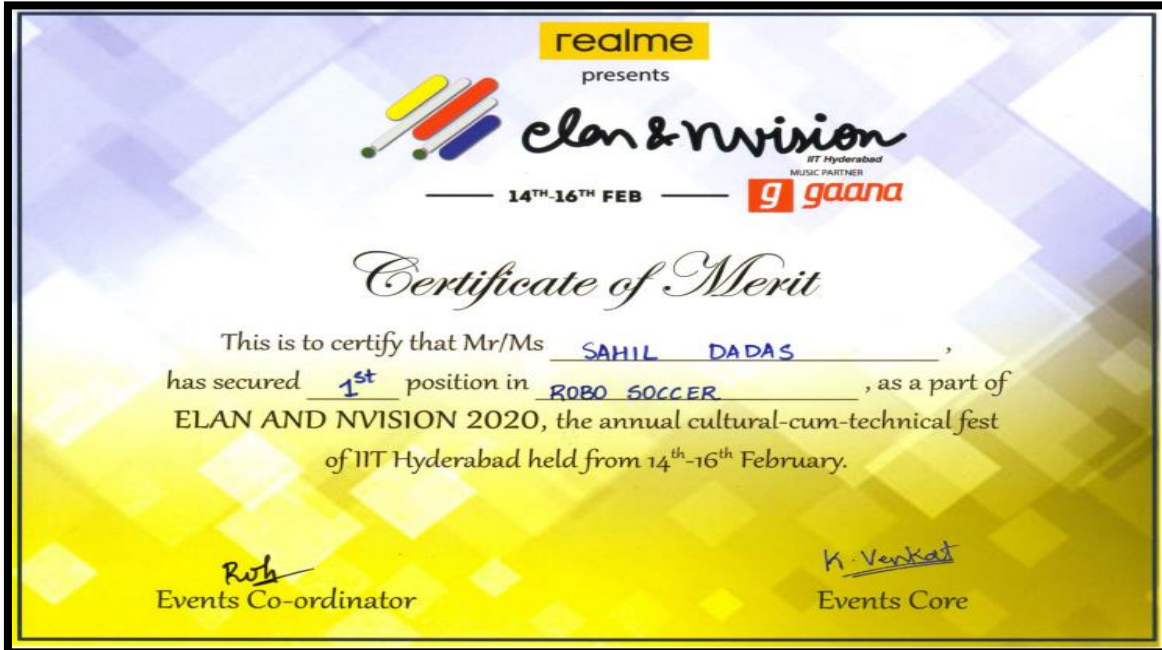 realme
presents
elan & nvision
IIT Hyderabad
MUSIC PARTNER
14TH-16TH FEB
g gaana
Certificate of Merit
This is to certify that Mr/Ms SAHIL DADAS ,
has secured 1st position in ROBO SOCCER , as a part of
ELAN AND NVISION 2020, the annual cultural-cum-technical fest
of IIT Hyderabad held from 14th-16th February.
K. Venkat
Events Co-ordinator Events Core